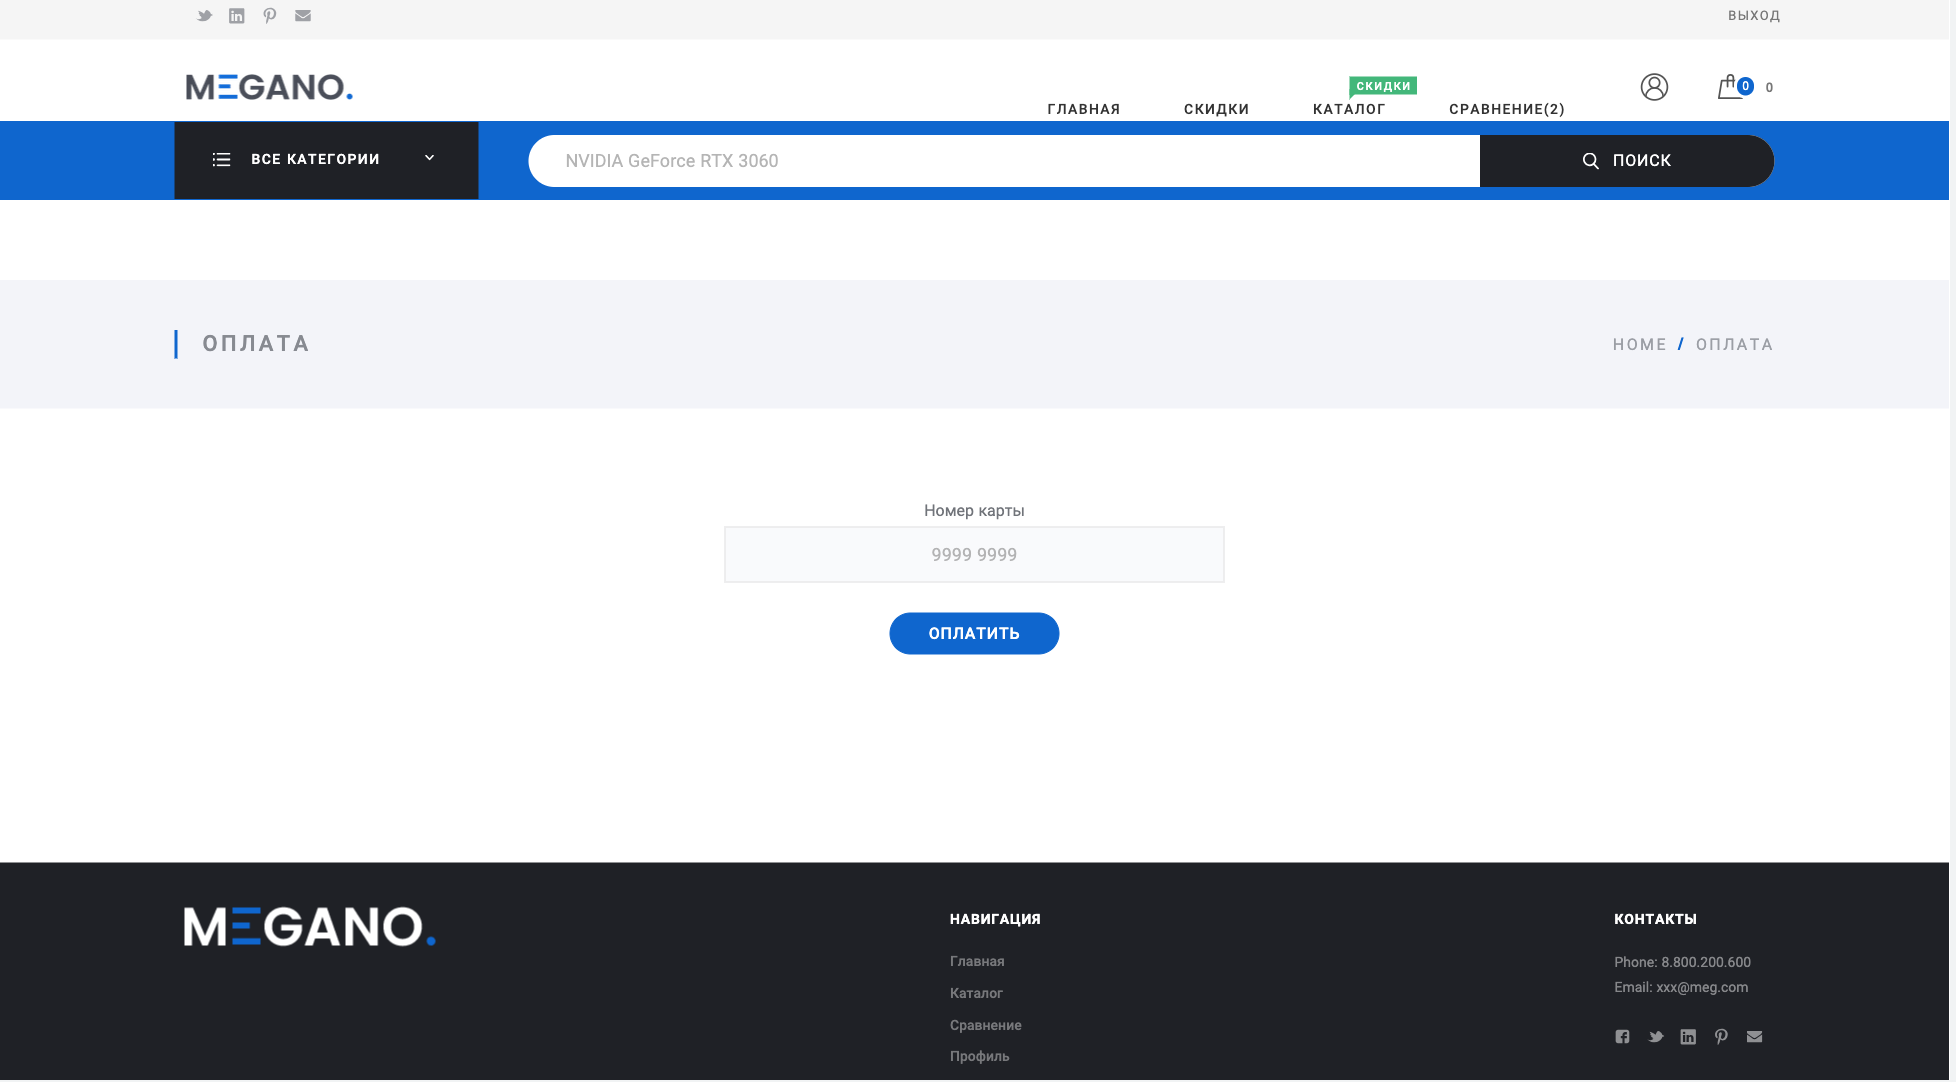 ВЫХОД
MEGANO.
СКИДКИ
ГЛАВНАЯ СКИДКИ КАТАЛОГ СРАВНЕНИЕ(2)
0 0
ВСЕ КАТЕГОРИИ
NVIDIA GeForce RTX 3060
ПОИСК
ОПЛАТА
HOME / ОПЛАТА
Номер карты
9999 9999
ОПЛАТИТЬ
MEGANO.
НАВИГАЦИЯ
Главная
Каталог
Сравнение
Профиль
КОНТАКТЫ
Phone: 8.800.200.600
Email: xxx@meg.com